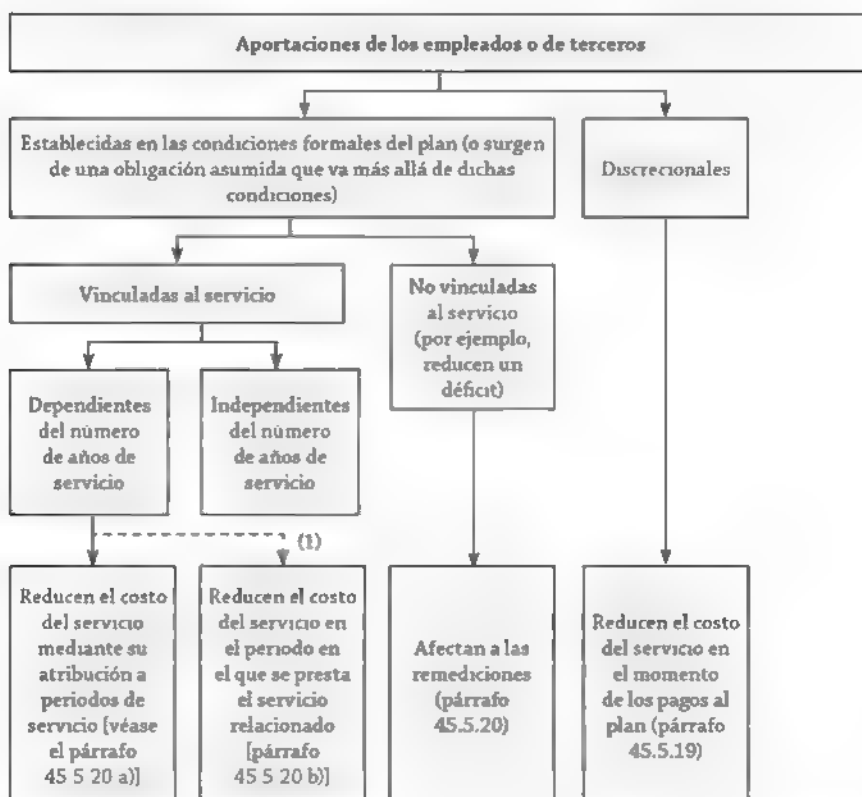 Aportaciones de los empleados o de terceros
Establecidas en las condiciones formales del plan (o surgen
de una obligación asumida que va más allá de dichas
condiciones)
Discrecionales
Vinculadas al servicio
No vinculadas
al servicio
(por ejemplo,
reducen un
déficit)
Dependientes
del número
de años de
servicio
Independientes
del número
de años de
servicio
(1)
Reducen el costo
del servicio
mediante su
atribución a
periodos de
servicio [véase
el párrafo
45 5 20 a)]
Reducen el costo
del servicio en
el periodo en
el que se presta
el servicio
relacionado
[párrafo
45 5 20 b)]
Afectan a las
remediciones
(párrafo
45.5.20)
Reducen el costo
del servicio en
el momento
de los pagos al
plan (párrafo
45.5.19)